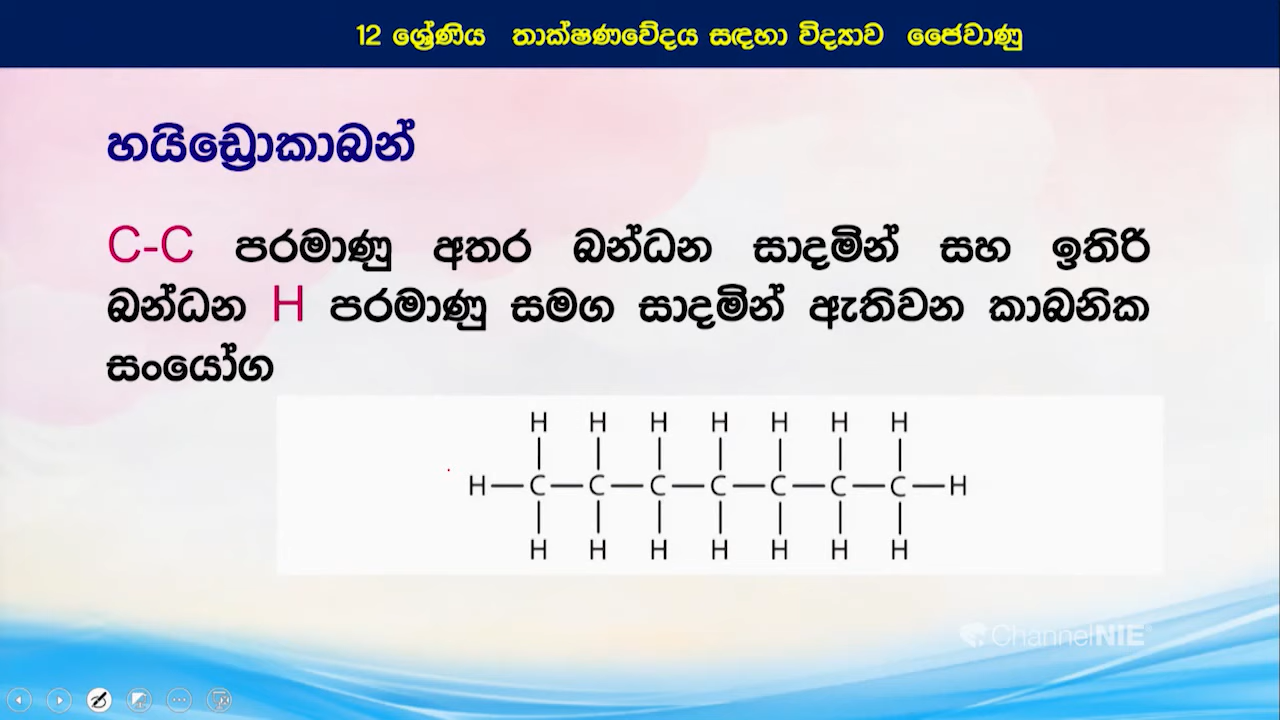 12 ශ්‍රේණිය තාක්ෂණවේදය සඳහා විද්‍යාව ජෛවාණු
හයිඩ්‍රොකාබන්
C-C පරමාණු අතර බන්ධන සාදමින් සහ ඉතිරි
බන්ධන H පරමාණු සමග සාදමින් ඇතිවන කාබනික
සංයෝග
H H H H H H H
H—C—C—C—C—C—C—C—H
H H H H H H H
ChannelNIE